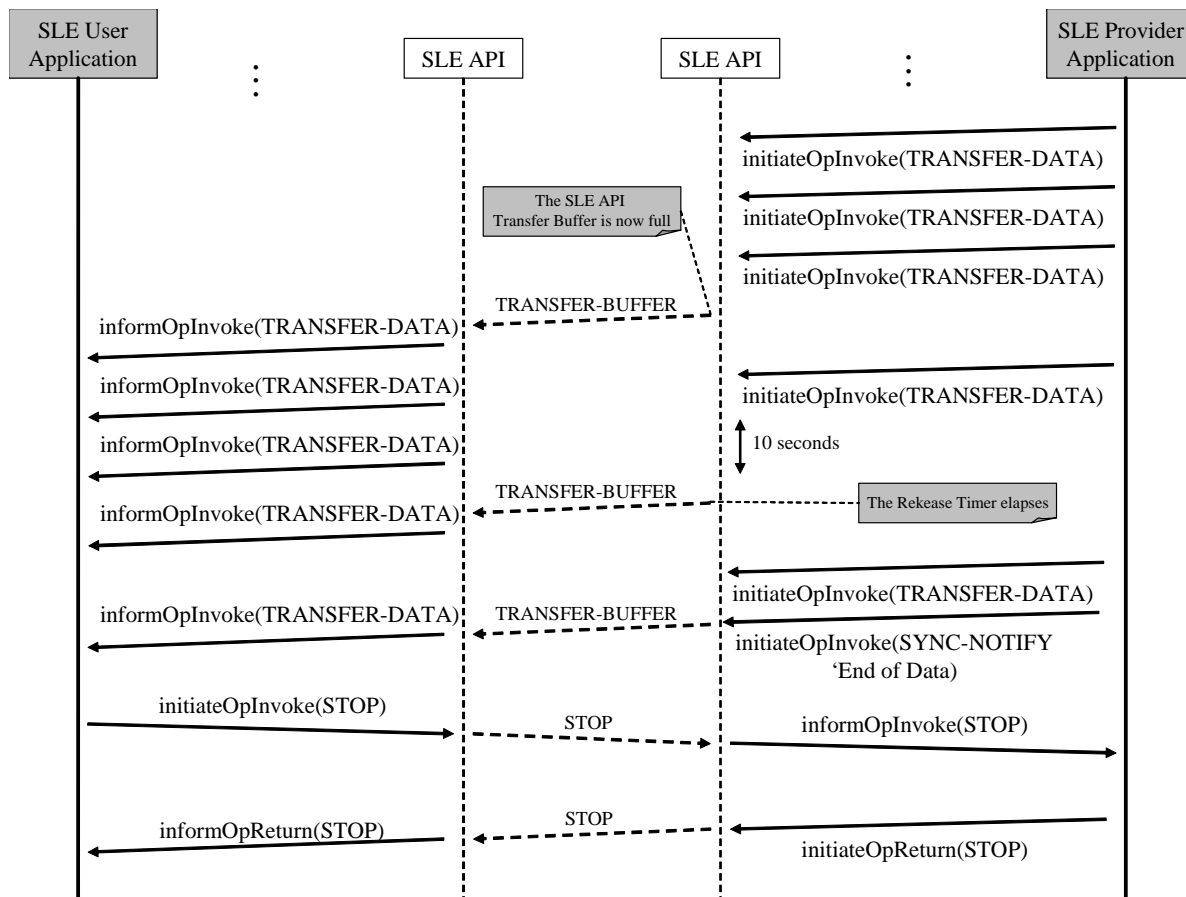 SLE User
Application
SLE API
SLE API
SLE Provider
Application
initiateOpInvoke(TRANSFER-DATA)
The SLE API
Transfer Buffer is now full
initiateOpInvoke(TRANSFER-DATA)
initiateOpInvoke(TRANSFER-DATA)
TRANSFER-BUFFER
informOpInvoke(TRANSFER-DATA)
informOpInvoke(TRANSFER-DATA)
initiateOpInvoke(TRANSFER-DATA)
informOpInvoke(TRANSFER-DATA)
10 seconds
TRANSFER-BUFFER
The Rekease Timer elapses
informOpInvoke(TRANSFER-DATA)
initiateOpInvoke(TRANSFER-DATA)
informOpInvoke(TRANSFER-DATA)
TRANSFER-BUFFER
initiateOpInvoke(SYNC-NOTIFY
‘End of Data)
initiateOpInvoke(STOP)
STOP
informOpInvoke(STOP)
STOP
informOpReturn(STOP)
initiateOpReturn(STOP)